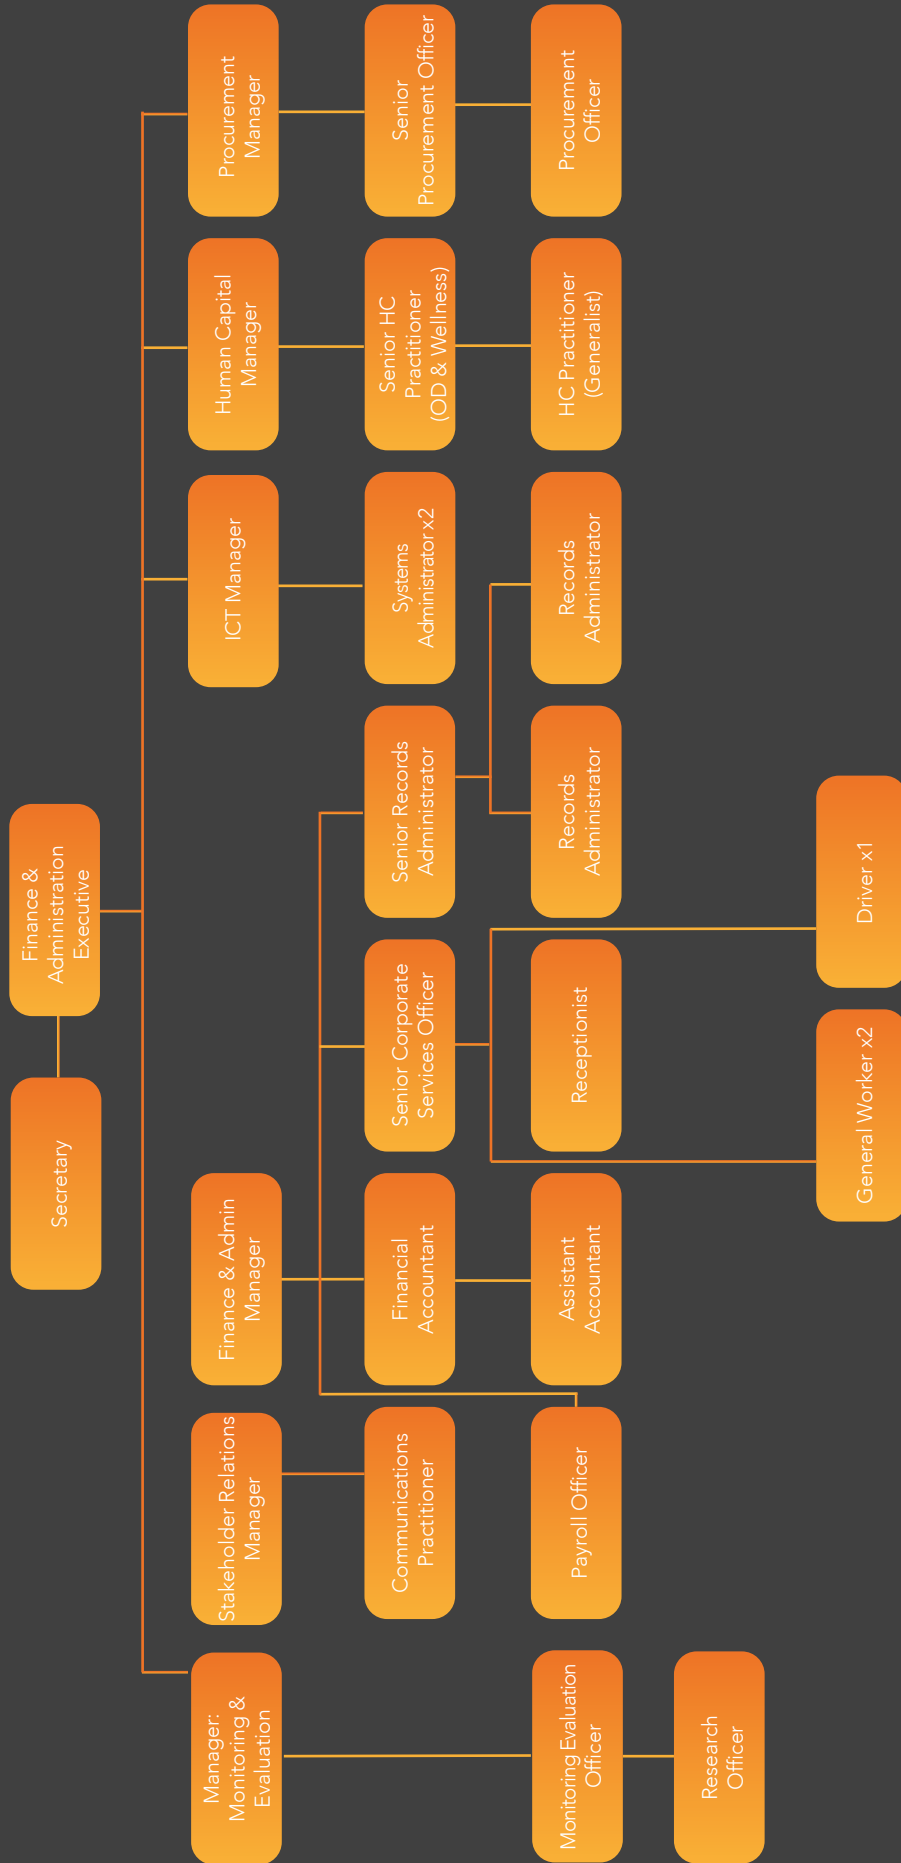 Secretary
Finance &
Administration
Executive
Manager:
Monitoring &
Evaluation
Stakeholder Relations
Manager
Finance & Admin
Manager
ICT Manager
Human Capital
Manager
Procurement
Manager
Communications
Practitioner
Financial
Accountant
Senior Corporate
Services Officer
Senior Records
Administrator
Systems
Administrator x2
Senior HC
Practitioner
(OD & Wellness)
Senior
Procurement Officer
Monitoring Evaluation
Officer
Payroll Officer
Assistant
Accountant
Receptionist
Records
Administrator
Records
Administrator
HC Practitioner
(Generalist)
Procurement
Officer
Research
Officer
General Worker x2
Driver x1